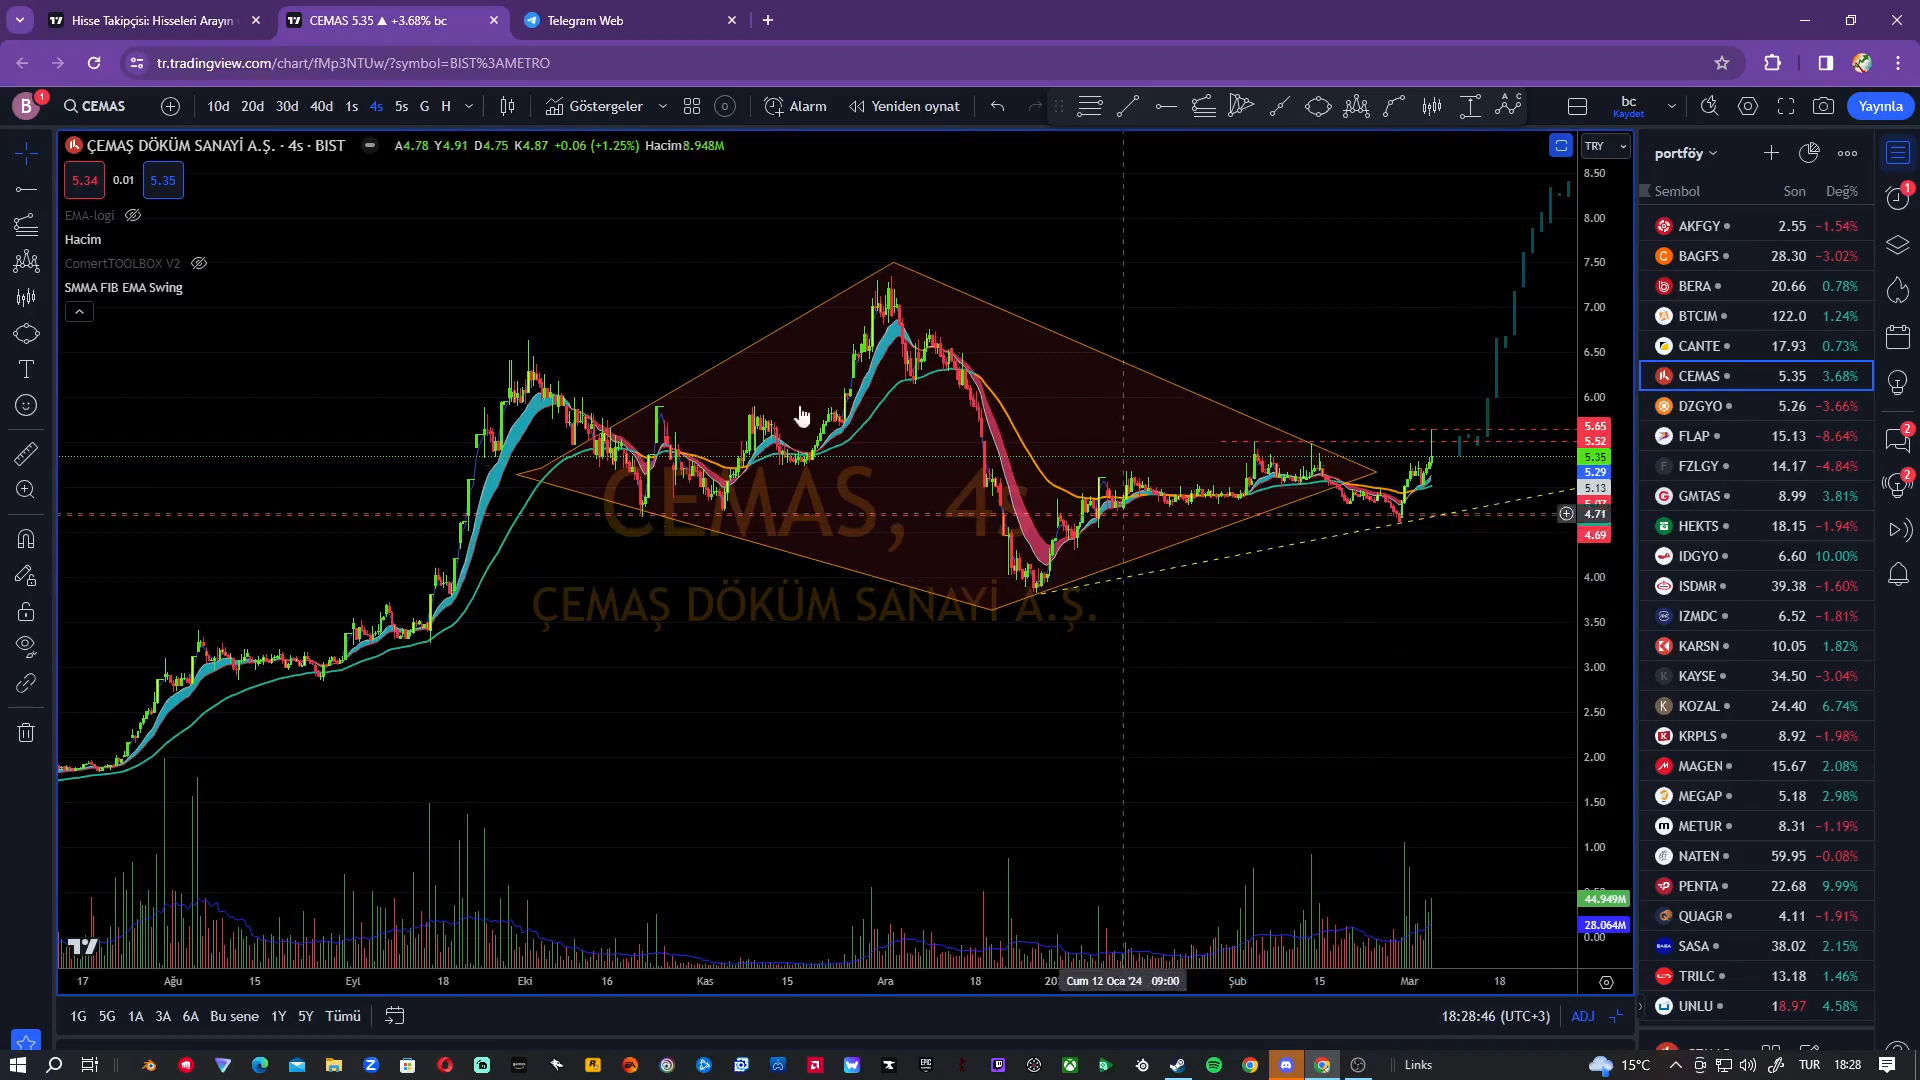 Hisse Takipçisi: Hisseleri Arayın
CEMAS 5.35 ▲ +3.68% bc
Telegram Web
tr.tradingview.com/chart/fMp3NTUw/?symbol=BIST%3AMETRO
B 1
CEMAS
10d 20d 30d 40d 1s 4s 5s G H
Göstergeler
Alarm
Yeniden oynat
bc
Kaydet
Yayınla
ÇEMAŞ DÖKÜM SANAYİ A.Ş. · 4s · BIST
A4.78 Y4.91 D4.75 K4.87 +0.06 (+1.25%) Hacim8.948M
5.34 0.01 5.35
EMA-logi
Hacim
ComertTOOLBOX V2
SMMA FIB EMA Swing
CEMAS, 4s
ÇEMAŞ DÖKÜM SANAYİ A.Ş.
TRY
8.50
8.00
7.50
7.00
6.50
6.00
5.65
5.52
5.35
5.29
5.13
4.71
4.69
4.00
3.50
3.00
2.50
2.00
1.50
1.00
44.949M
28.064M
0.00
17 Ağu 15 Eyl 18 Eki 16 Kas 15 Ara 18 Cum 12 Oca '24 09:00 Şub 15 Mar 18
1G 5G 1A 3A 6A Bu sene 1Y 5Y Tümü
18:28:46 (UTC+3) ADJ
portföy
Sembol Son Değ%
AKFGY 2.55 −1.54%
BAGFS 28.30 −3.02%
BERA 20.66 0.78%
BTCIM 122.0 1.24%
CANTE 17.93 0.73%
CEMAS 5.35 3.68%
DZGYO 5.26 −3.66%
FLAP 15.13 −8.64%
FZLGY 14.17 −4.84%
GMTAS 8.99 3.81%
HEKTS 18.15 −1.94%
IDGYO 6.60 10.00%
ISDMR 39.38 −1.60%
IZMDC 6.52 −1.81%
KARSN 10.05 1.82%
KAYSE 34.50 −3.04%
KOZAL 24.40 6.74%
KRPLS 8.92 −1.98%
MAGEN 15.67 2.08%
MEGAP 5.18 2.98%
METUR 8.31 −1.19%
NATEN 59.95 −0.08%
PENTA 22.68 9.99%
QUAGR 4.11 −1.91%
SASA 38.02 2.15%
TRILC 13.18 1.46%
UNLU 18.97 4.58%
1
2
2
Links
15°C
TUR
18:28